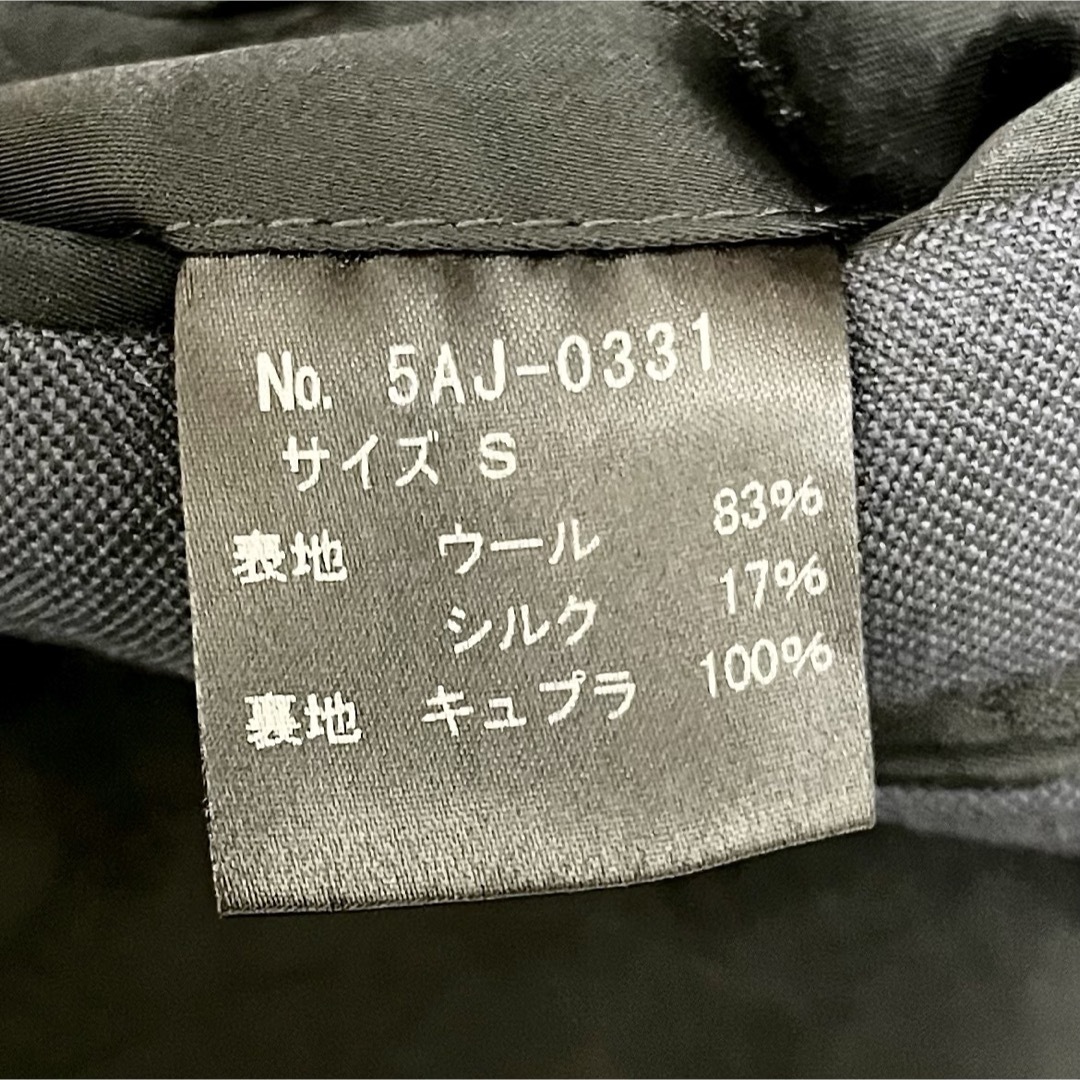 No. 5AJ-0331
サイズ S
表地 ウール 83%
シルク 17%
裏地 キュプラ 100%